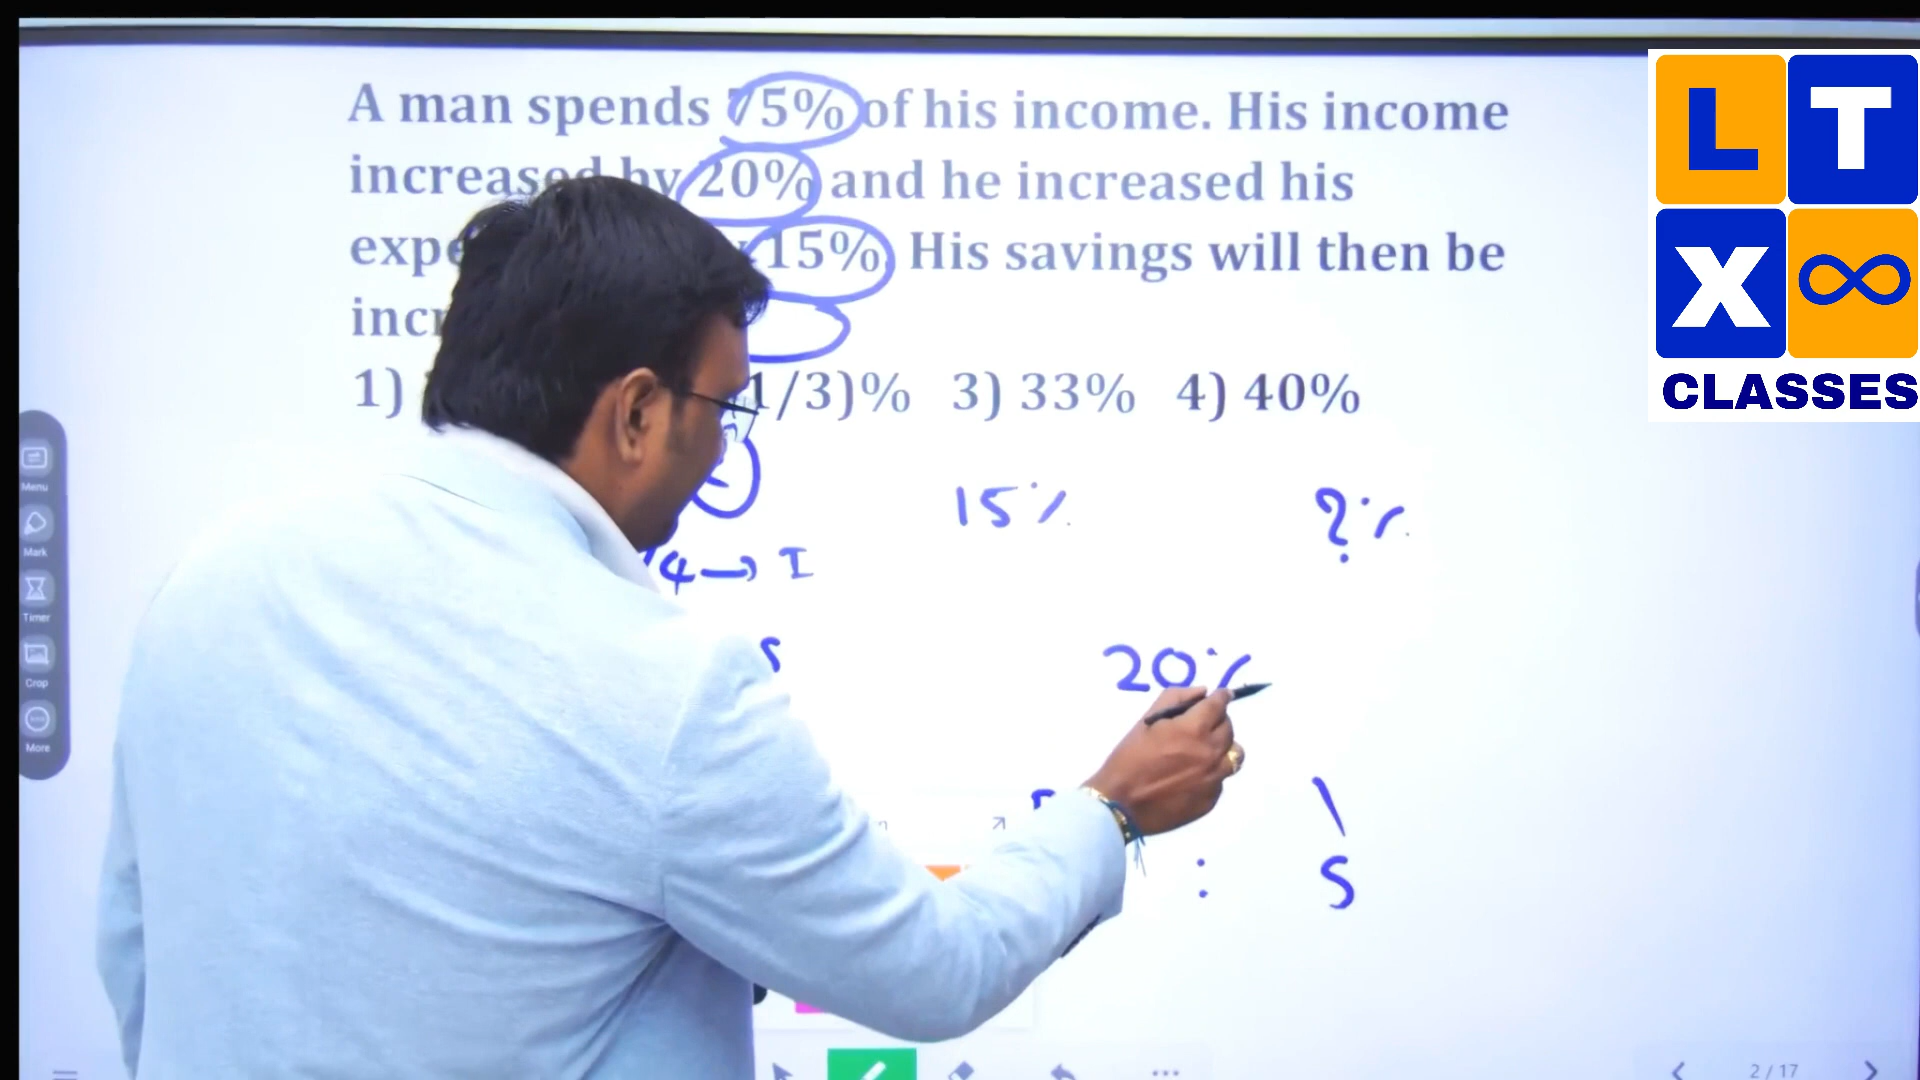 A man spends 75% of his income. His income
increased by 20% and he increased his
15%. His savings will then be
1)
1/3)% 3) 33% 4) 40%
15% ?%
4 → I
S
20%
: S
L T
X ∞
CLASSES
Menu
Mark
Timer
Crop
More
2 / 17